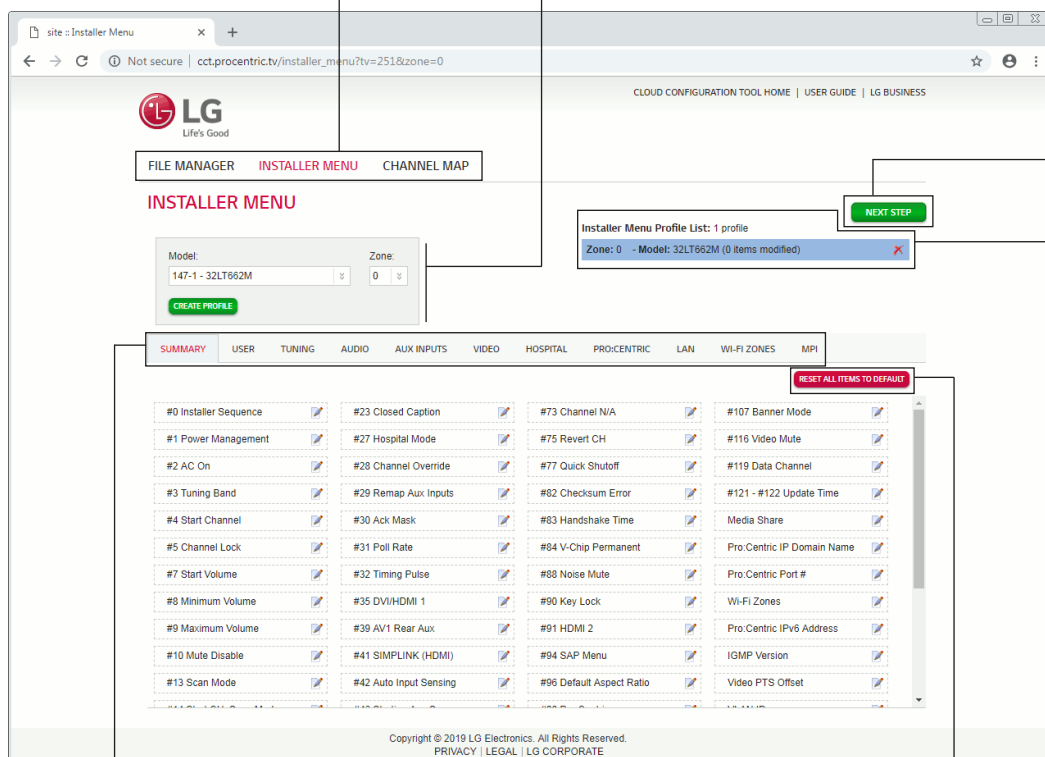 site :: Installer Menu
Not secure | cct.procentric.tv/installer_menu?tv=251&zone=0
CLOUD CONFIGURATION TOOL HOME | USER GUIDE | LG BUSINESS
LG
Life's Good
FILE MANAGER INSTALLER MENU CHANNEL MAP
INSTALLER MENU
NEXT STEP
Installer Menu Profile List: 1 profile
Zone: 0 - Model: 32LT662M (0 items modified)
Model: Zone:
147-1 - 32LT662M 0
CREATE PROFILE
SUMMARY USER TUNING AUDIO AUX INPUTS VIDEO HOSPITAL PRO:CENTRIC LAN WI-FI ZONES MPI
RESET ALL ITEMS TO DEFAULT
#0 Installer Sequence #23 Closed Caption #73 Channel N/A #107 Banner Mode
#1 Power Management #27 Hospital Mode #75 Revert CH #116 Video Mute
#2 AC On #28 Channel Override #77 Quick Shutoff #119 Data Channel
#3 Tuning Band #29 Remap Aux Inputs #82 Checksum Error #121 - #122 Update Time
#4 Start Channel #30 Ack Mask #83 Handshake Time Media Share
#5 Channel Lock #31 Poll Rate #84 V-Chip Permanent Pro:Centric IP Domain Name
#7 Start Volume #32 Timing Pulse #88 Noise Mute Pro:Centric Port #
#8 Minimum Volume #35 DVI/HDMI 1 #90 Key Lock Wi-Fi Zones
#9 Maximum Volume #39 AV1 Rear Aux #91 HDMI 2 Pro:Centric IPv6 Address
#10 Mute Disable #41 SIMPLINK (HDMI) #94 SAP Menu IGMP Version
#13 Scan Mode #42 Auto Input Sensing #96 Default Aspect Ratio Video PTS Offset
Copyright © 2019 LG Electronics. All Rights Reserved.
PRIVACY | LEGAL | LG CORPORATE